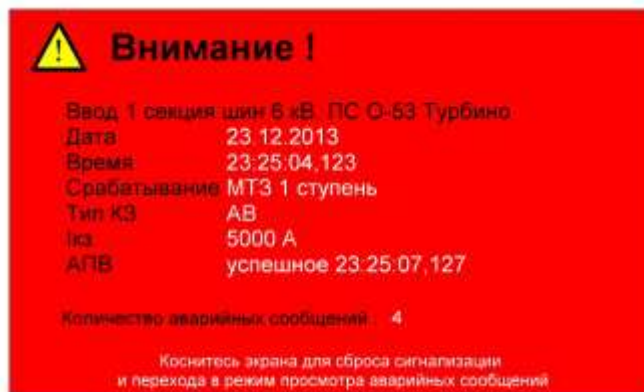 Внимание !
Ввод 1 секция шин 6 кВ, ПС О-53 Турбино
Дата 23.12.2013
Время 23:25:04,123
Срабатывание МТЗ 1 ступень
Тип КЗ АВ
Iкз 5000 А
АПВ успешное 23:25:07,127
Количество аварийных сообщений : 4
Коснитесь экрана для сброса сигнализации
и перехода в режим просмотра аварийных сообщений